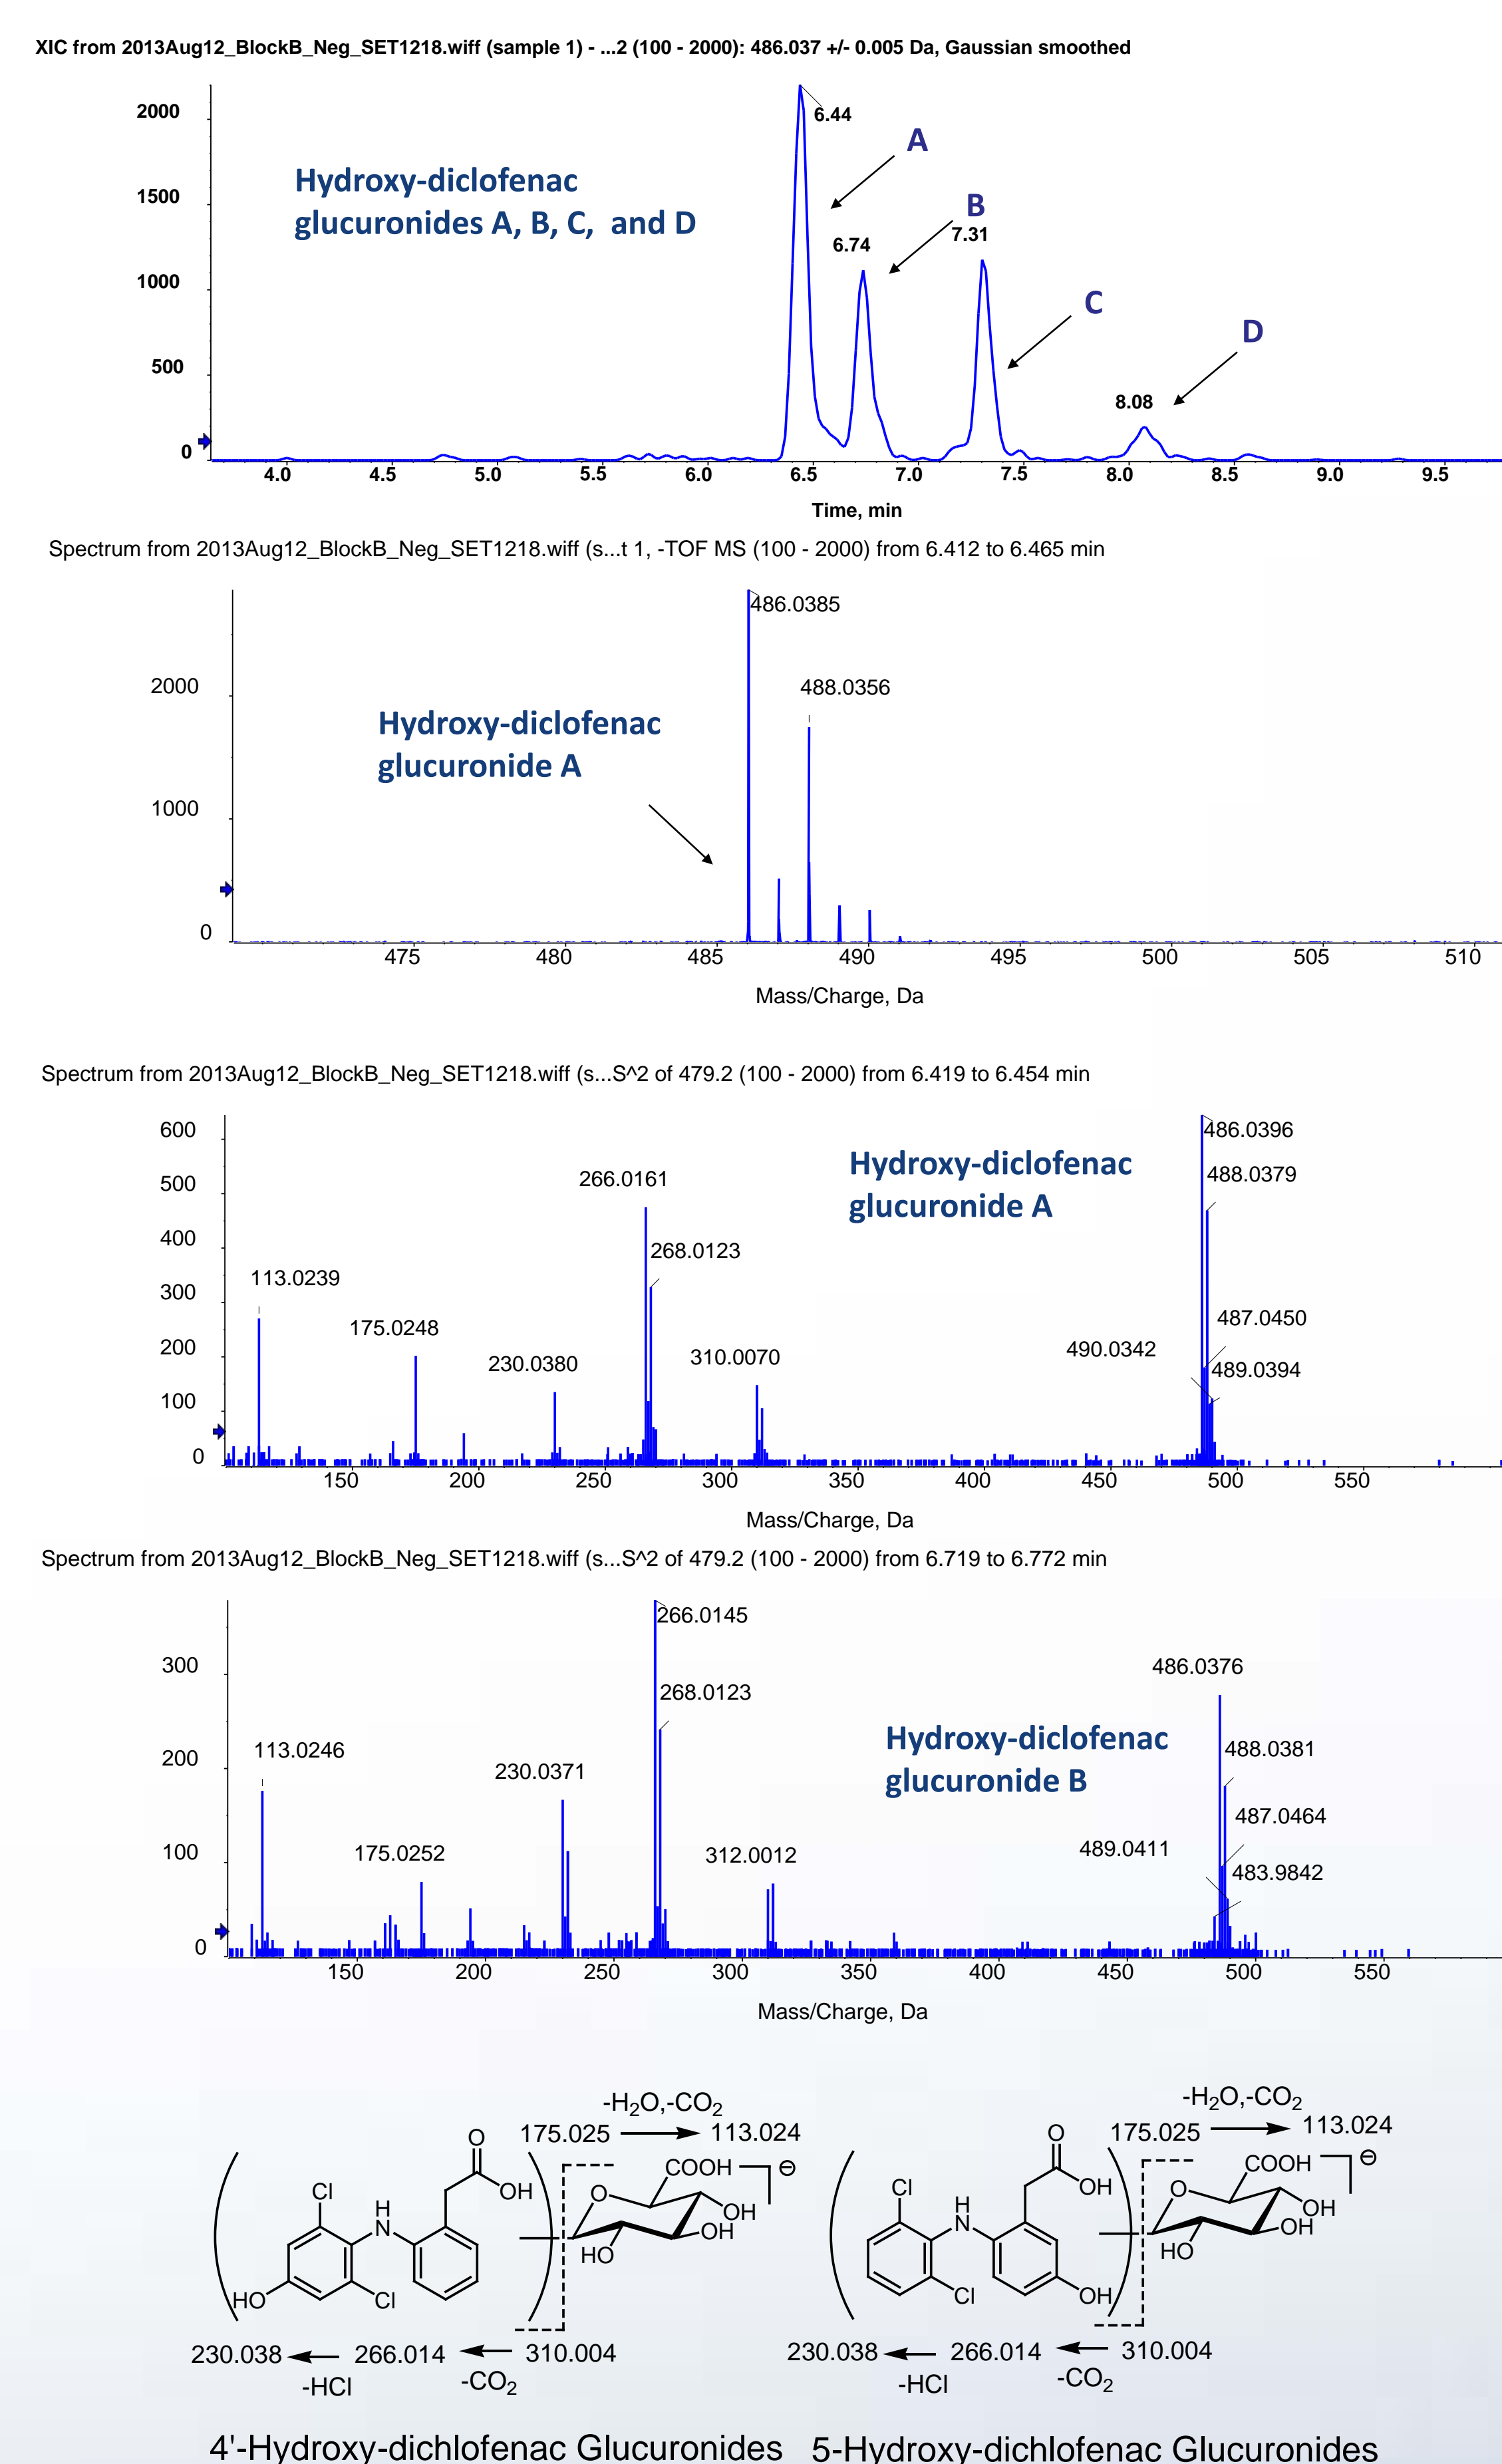 XIC from 2013Aug12_BlockB_Neg_SET1218.wiff (sample 1) - ...2 (100 - 2000): 486.037 +/- 0.005 Da, Gaussian smoothed
2000
1500
1000
500
0
6.44
A
Hydroxy-diclofenac
glucuronides A, B, C, and D
B
6.74
7.31
C
D
8.08
4.0 4.5 5.0 5.5 6.0 6.5 7.0 7.5 8.0 8.5 9.0 9.5
Time, min
Spectrum from 2013Aug12_BlockB_Neg_SET1218.wiff (s...t 1, -TOF MS (100 - 2000) from 6.412 to 6.465 min
2000
1000
0
486.0385
488.0356
Hydroxy-diclofenac
glucuronide A
475 480 485 490 495 500 505 510
Mass/Charge, Da
Spectrum from 2013Aug12_BlockB_Neg_SET1218.wiff (s...S^2 of 479.2 (100 - 2000) from 6.419 to 6.454 min
600
500
400
300
200
100
0
486.0396
488.0379
266.0161
Hydroxy-diclofenac
glucuronide A
268.0123
113.0239
175.0248
487.0450
230.0380
310.0070
490.0342
489.0394
150 200 250 300 350 400 450 500 550
Mass/Charge, Da
Spectrum from 2013Aug12_BlockB_Neg_SET1218.wiff (s...S^2 of 479.2 (100 - 2000) from 6.719 to 6.772 min
300
200
100
0
266.0145
486.0376
268.0123
Hydroxy-diclofenac
glucuronide B
113.0246
488.0381
230.0371
487.0464
175.0252
312.0012
489.0411
483.9842
150 200 250 300 350 400 450 500 550
Mass/Charge, Da
-H2O,-CO2
175.025 113.024
O
COOH ⊖
Cl
OH
O
OH
H
N
OH
HO
HO
Cl
230.038 266.014 310.004
-HCl -CO2
4'-Hydroxy-dichlofenac Glucuronides
-H2O,-CO2
175.025 113.024
O
COOH ⊖
Cl
OH
O
OH
H
N
OH
HO
Cl
OH
230.038 266.014 310.004
-HCl -CO2
5-Hydroxy-dichlofenac Glucuronides